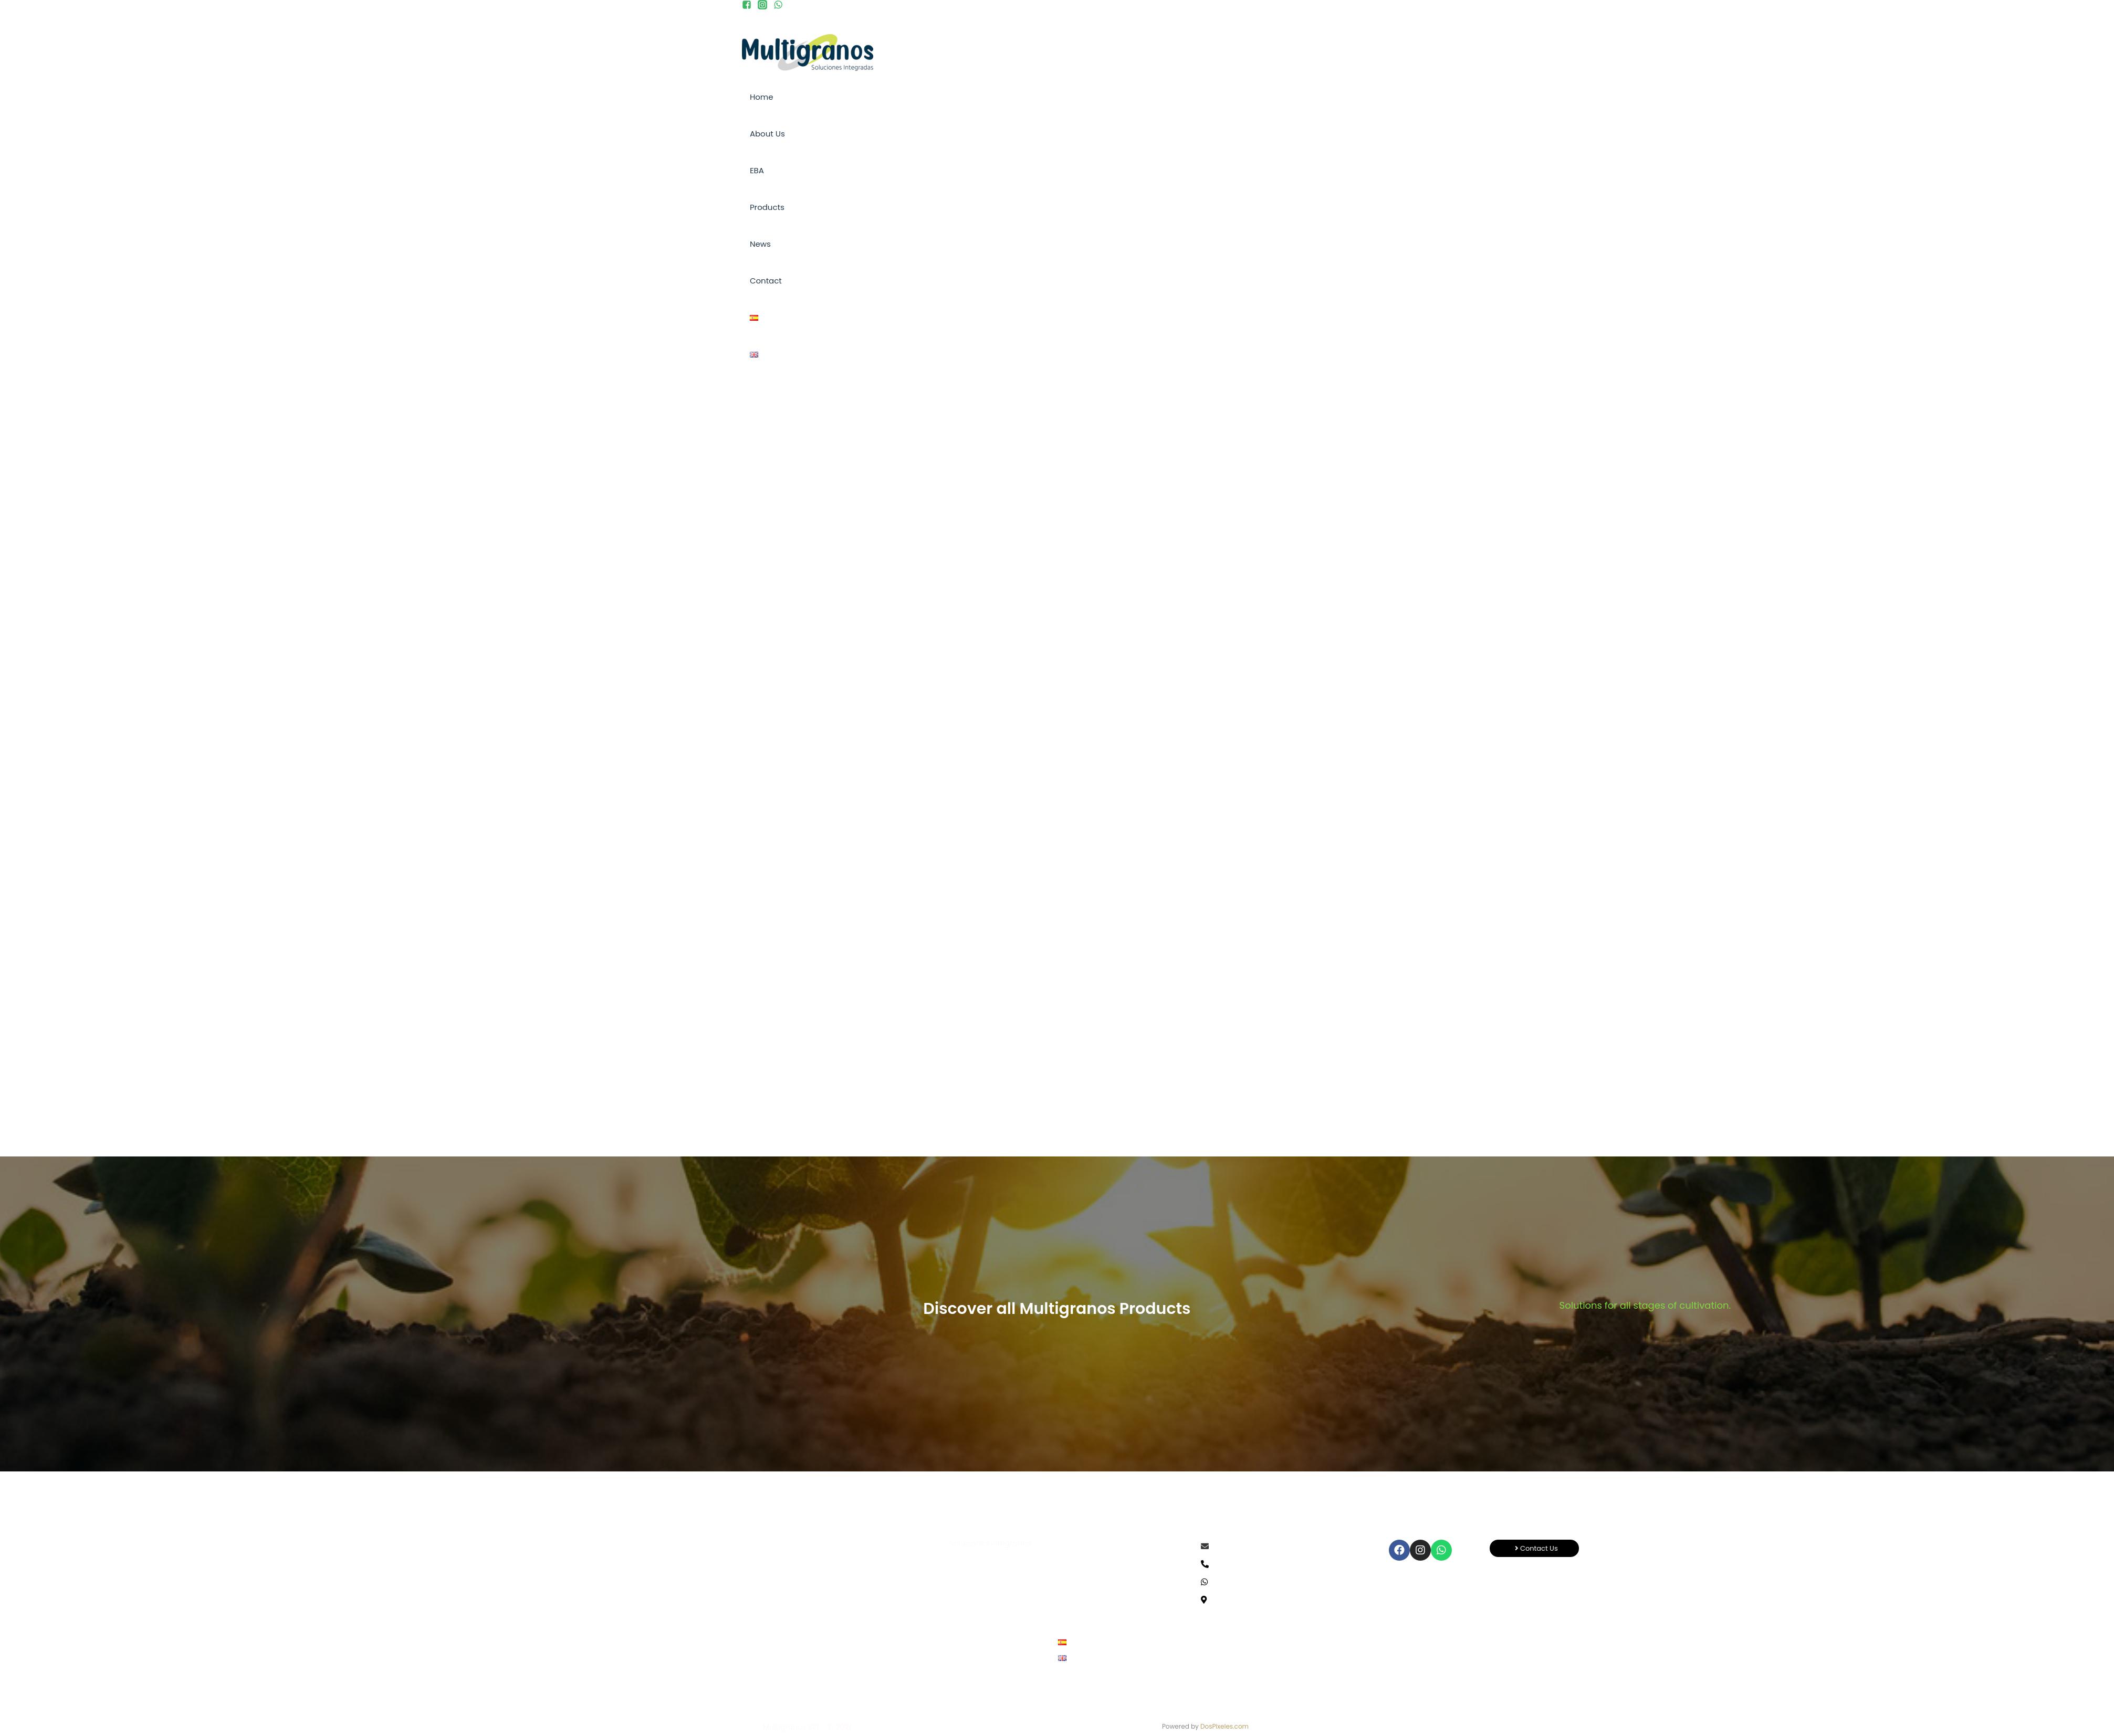 Multigranos
Soluciones Integradas
Home
About Us
EBA
Products
News
Contact
Discover all Multigranos Products
Solutions for all stages of cultivation.
Contact Us
Powered by DosPixeles.com